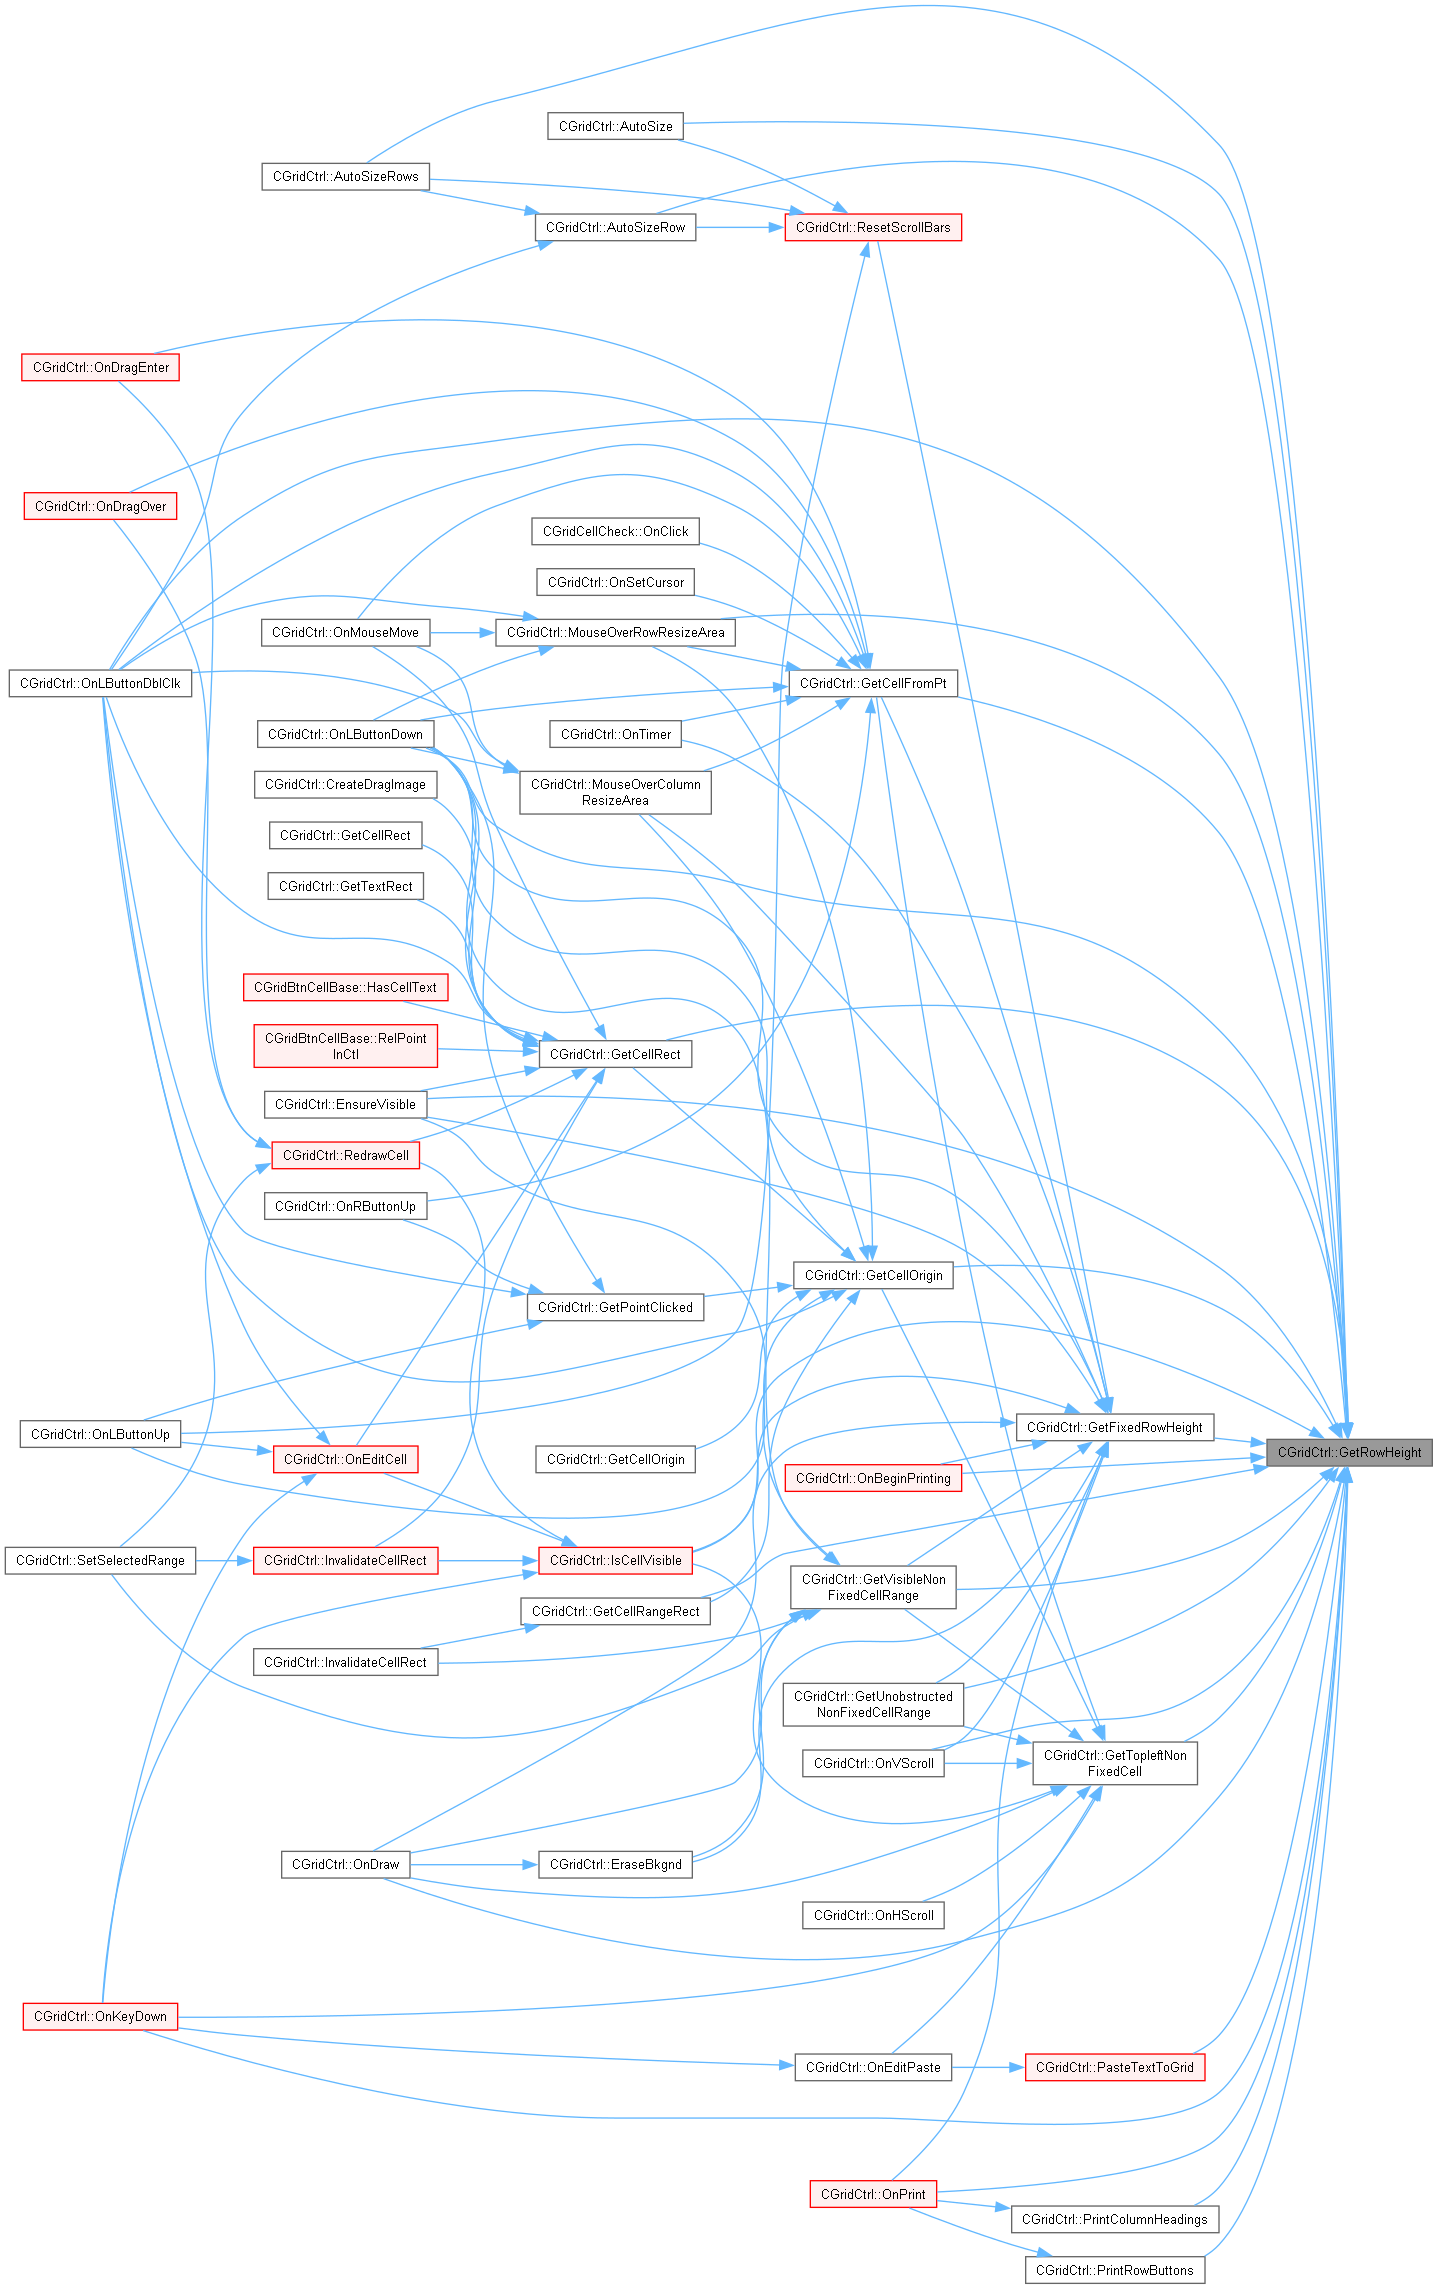 CGridCtrl::AutoSize
CGridCtrl::AutoSizeRows
CGridCtrl::AutoSizeRow
CGridCtrl::ResetScrollBars
CGridCtrl::OnDragEnter
CGridCtrl::OnDragOver
CGridCellCheck::OnClick
CGridCtrl::OnSetCursor
CGridCtrl::OnMouseMove
CGridCtrl::MouseOverRowResizeArea
CGridCtrl::OnLButtonDblClk
CGridCtrl::GetCellFromPt
CGridCtrl::OnLButtonDown
CGridCtrl::OnTimer
CGridCtrl::CreateDragImage
CGridCtrl::MouseOverColumn
ResizeArea
CGridCtrl::GetCellRect
CGridCtrl::GetTextRect
CGridBtnCellBase::HasCellText
CGridBtnCellBase::RelPoint
InCtl
CGridCtrl::GetCellRect
CGridCtrl::EnsureVisible
CGridCtrl::RedrawCell
CGridCtrl::OnRButtonUp
CGridCtrl::GetCellOrigin
CGridCtrl::GetPointClicked
CGridCtrl::OnLButtonUp
CGridCtrl::OnEditCell
CGridCtrl::GetCellOrigin
CGridCtrl::GetFixedRowHeight
CGridCtrl::GetRowHeight
CGridCtrl::OnBeginPrinting
CGridCtrl::SetSelectedRange
CGridCtrl::InvalidateCellRect
CGridCtrl::IsCellVisible
CGridCtrl::GetVisibleNon
FixedCellRange
CGridCtrl::GetCellRangeRect
CGridCtrl::InvalidateCellRect
CGridCtrl::GetUnobstructed
NonFixedCellRange
CGridCtrl::OnVScroll
CGridCtrl::GetTopleftNon
FixedCell
CGridCtrl::OnDraw
CGridCtrl::EraseBkgnd
CGridCtrl::OnHScroll
CGridCtrl::OnKeyDown
CGridCtrl::OnEditPaste
CGridCtrl::PasteTextToGrid
CGridCtrl::OnPrint
CGridCtrl::PrintColumnHeadings
CGridCtrl::PrintRowButtons